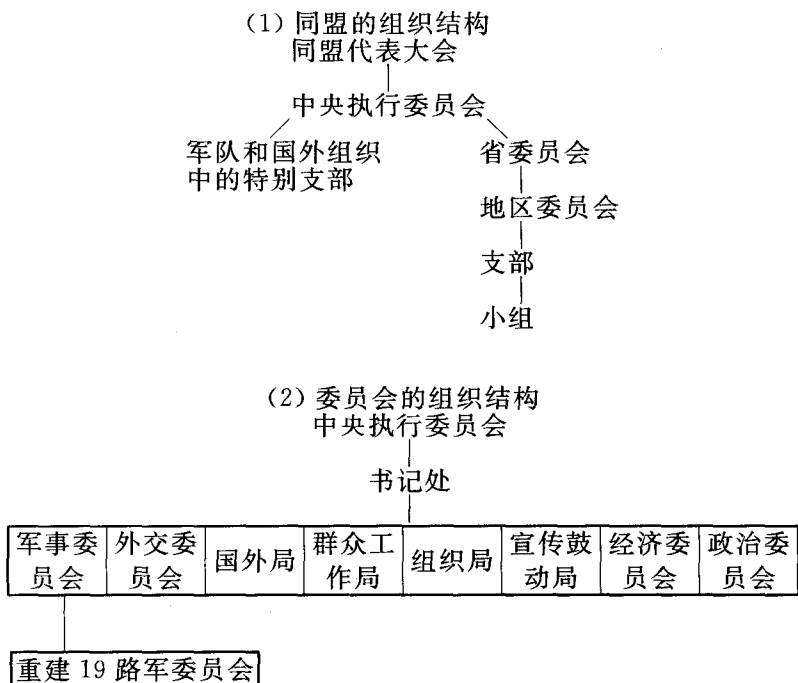 (1) 同盟的组织结构
同盟代表大会
中央执行委员会
军队和国外组织
中的特别支部
省委员会
地区委员会
支部
小组
(2) 委员会的组织结构
中央执行委员会
书记处
军事委
员会
外交委
员会
国外局
群众工
作局
组织局
宣传鼓
动局
经济委
员会
政治委
员会
重建 19 路军委员会